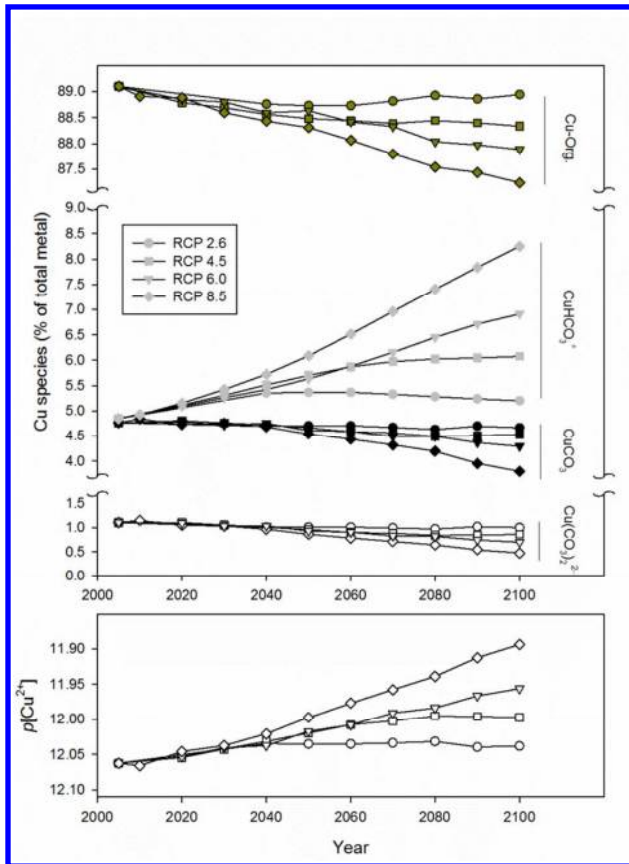 89.0
88.5
88.0
87.5
9.0
8.5
8.0
7.5
7.0
6.5
6.0
5.5
5.0
4.5
4.0
1.5
1.0
0.5
0.0
Cu species (% of total metal)
RCP 2.6
RCP 4.5
RCP 6.0
RCP 8.5
Cu-Org.
CuHCO₃⁺
CuCO₃
Cu(CO₃)₂²⁻
2000 2020 2040 2060 2080 2100
11.90
11.95
12.00
12.05
12.10
p[Cu²⁺]
2000 2020 2040 2060 2080 2100
Year